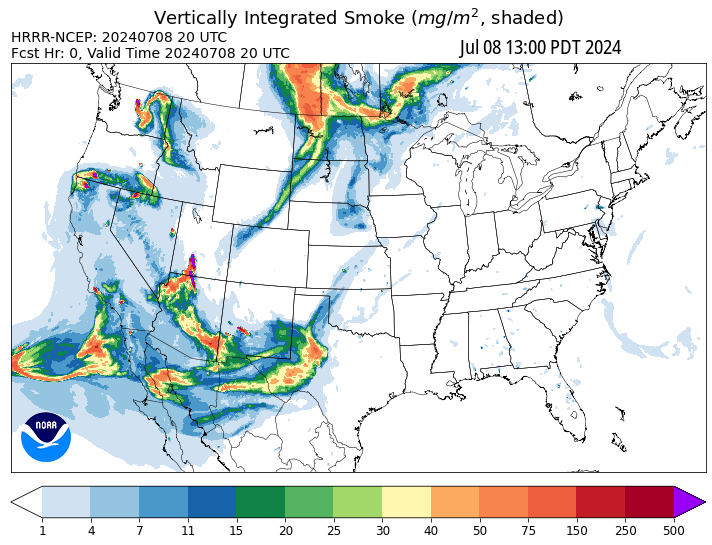 Vertically Integrated Smoke (mg/m², shaded)
HRRR-NCEP: 20240708 20 UTC
Fcst Hr: 0, Valid Time 20240708 20 UTC
Jul 08 13:00 PDT 2024
NOAA
1 4 7 11 15 20 25 30 40 50 75 150 250 500